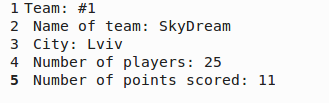 1 Team: #1
2 Name of team: SkyDream
3 City: Lviv
4 Number of players: 25
5 Number of points scored: 11